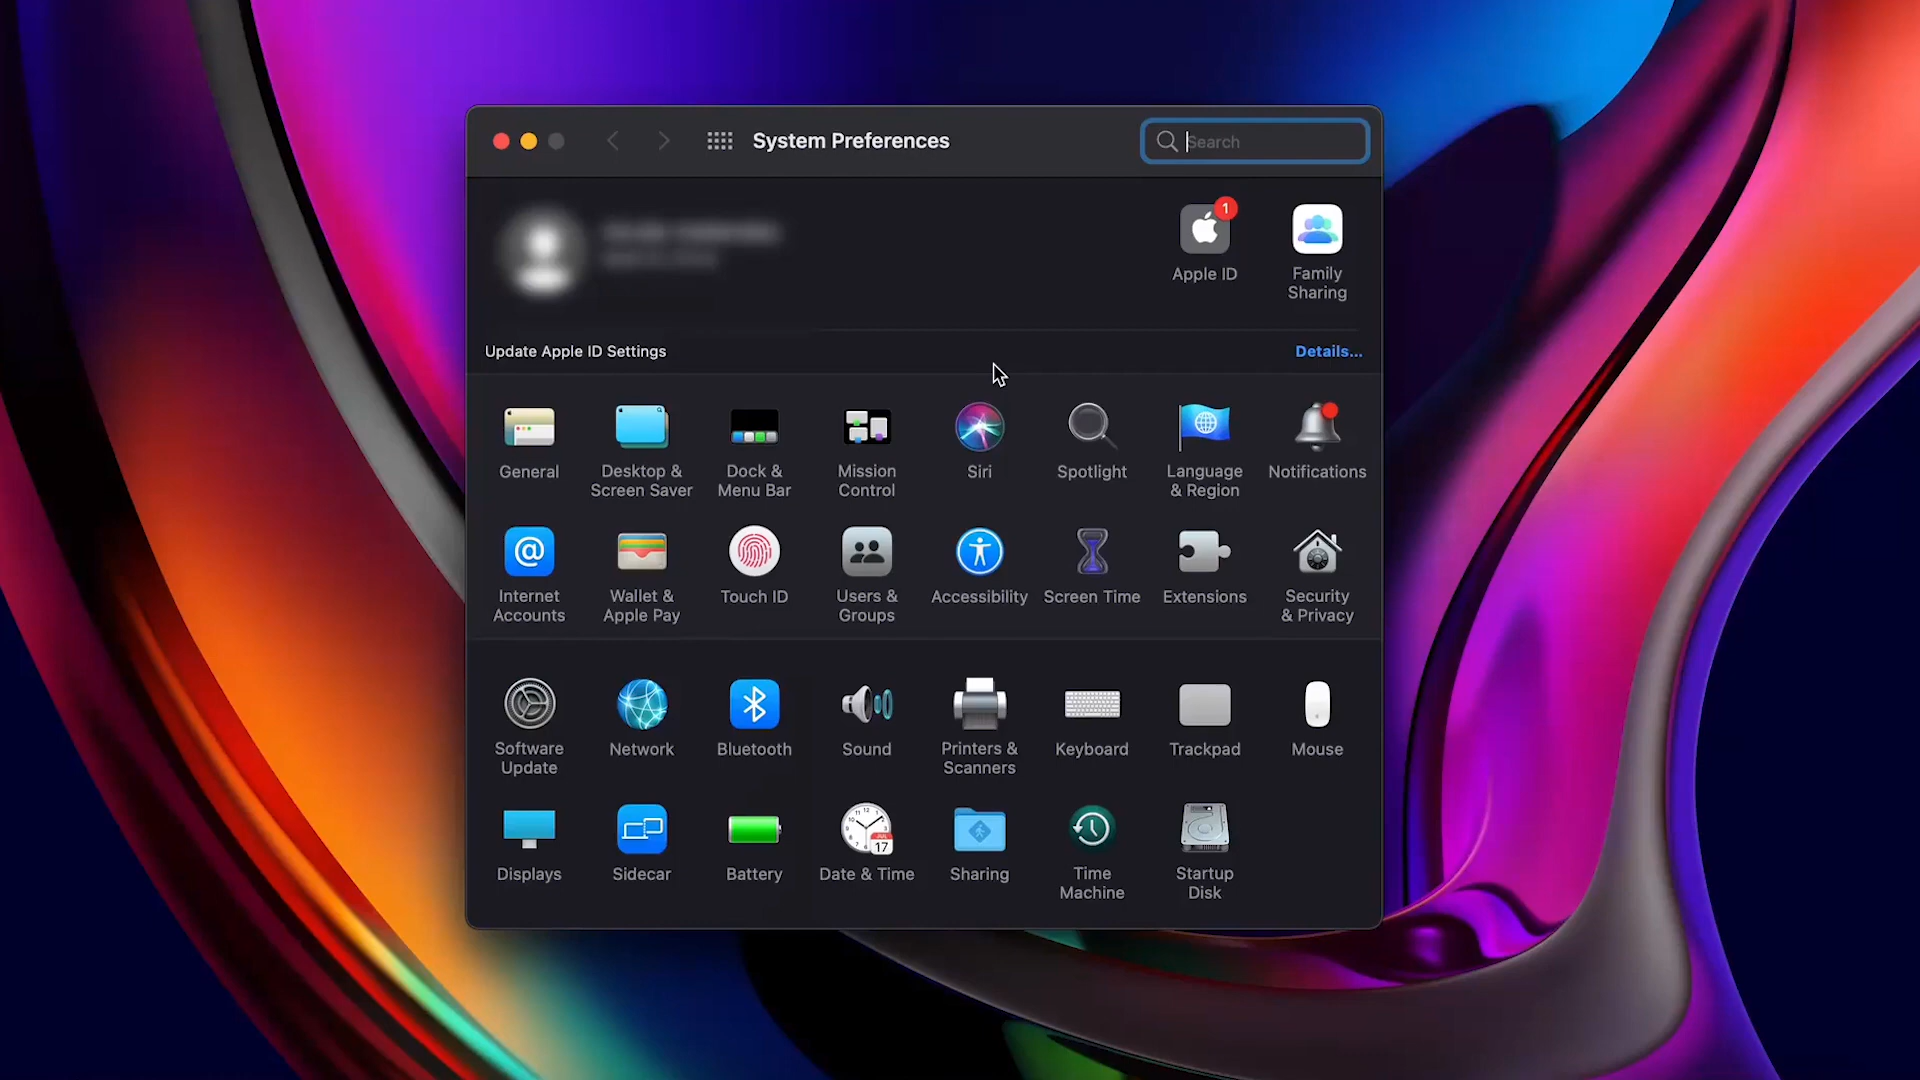 System Preferences
Search
1
Apple ID
Family
Sharing
Update Apple ID Settings
Details...
General
Desktop &
Screen Saver
Dock &
Menu Bar
Mission
Control
Siri
Spotlight
Language
& Region
Notifications
@
Internet
Accounts
Wallet &
Apple Pay
Touch ID
Users &
Groups
Accessibility
Screen Time
Extensions
Security
& Privacy
Software
Update
Network
Bluetooth
Sound
Printers &
Scanners
Keyboard
Trackpad
Mouse
17
Displays
Sidecar
Battery
Date & Time
Sharing
Time
Machine
Startup
Disk